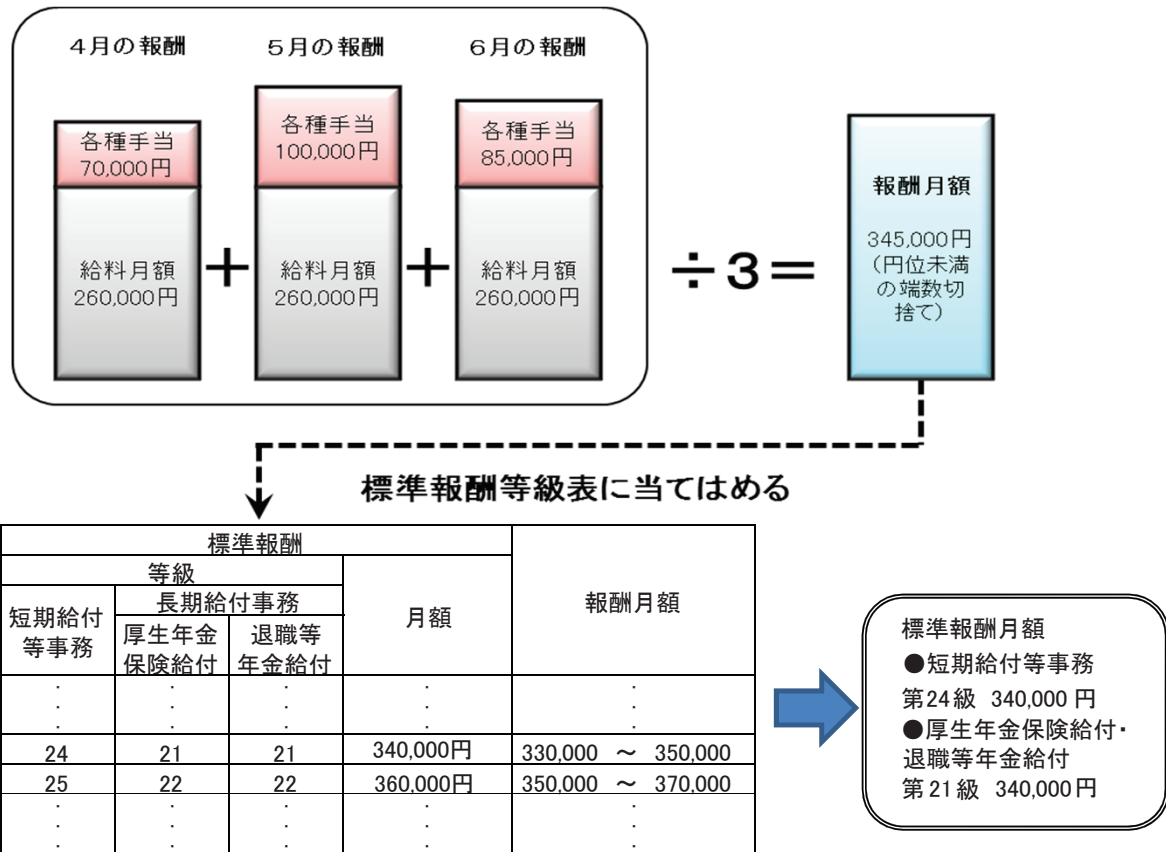 4月の報酬 5月の報酬 6月の報酬
各種手当
70,000円
各種手当
100,000円
各種手当
85,000円
給料月額
260,000円
+
給料月額
260,000円
+
給料月額
260,000円
÷3=
報酬月額
345,000円
（円位未満
の端数切
捨て）
標準報酬等級表に当てはめる
標準報酬
等級
長期給付事務
短期給付
等事務
厚生年金
保険給付
退職等
年金給付
月額
報酬月額
: : : : :
: : : : :
24 21 21 340,000円 330,000 ～ 350,000
25 22 22 360,000円 350,000 ～ 370,000
: : : : :
: : : : :
標準報酬月額
●短期給付等事務
第24級 340,000 円
●厚生年金保険給付・
退職等年金給付
第21級 340,000円